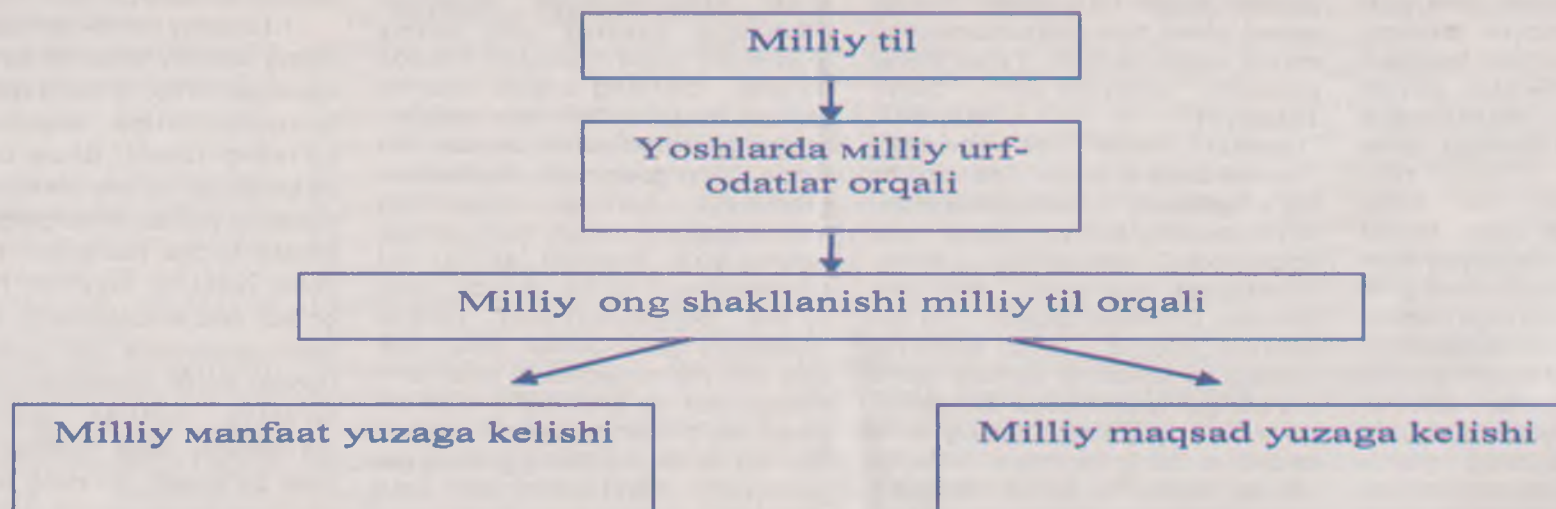 Milliy til
Yoshlarda milliy urf-
odatlar orqali
Milliy ong shakllanishi milliy til orqali
Milliy manfaat yuzaga kelishi
Milliy maqsad yuzaga kelishi